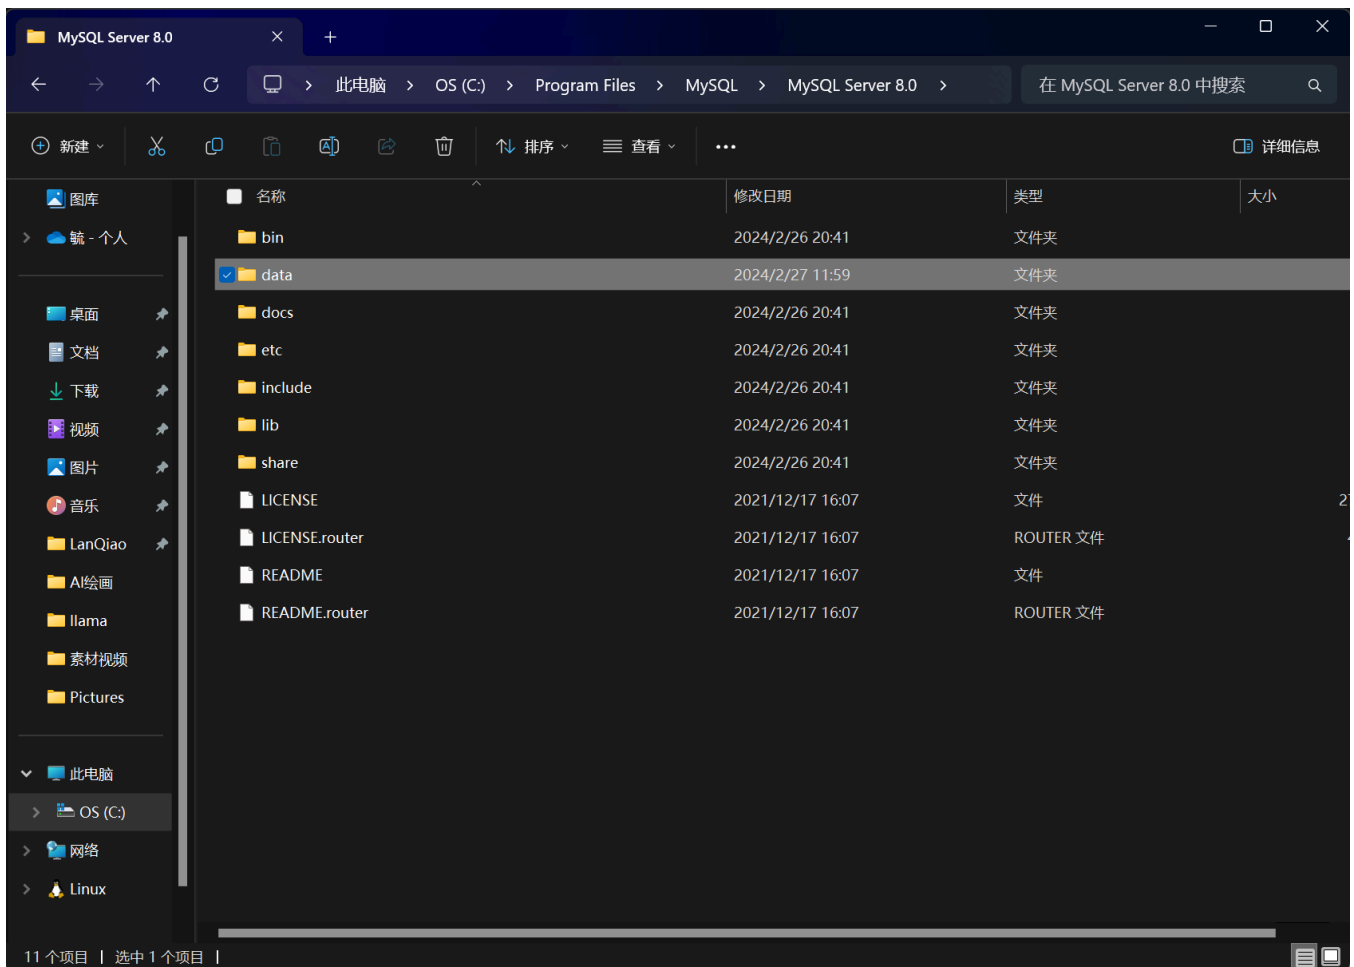 MySQL Server 8.0
此电脑 OS (C:) Program Files MySQL MySQL Server 8.0
在 MySQL Server 8.0 中搜索
新建 排序 查看 详细信息
图库
毓 - 个人
桌面
文档
下载
视频
图片
音乐
LanQiao
AI绘画
llama
素材视频
Pictures
此电脑
OS (C:)
网络
Linux
名称 修改日期 类型 大小
bin 2024/2/26 20:41 文件夹
data 2024/2/27 11:59 文件夹
docs 2024/2/26 20:41 文件夹
etc 2024/2/26 20:41 文件夹
include 2024/2/26 20:41 文件夹
lib 2024/2/26 20:41 文件夹
share 2024/2/26 20:41 文件夹
LICENSE 2021/12/17 16:07 文件
LICENSE.router 2021/12/17 16:07 ROUTER 文件
README 2021/12/17 16:07 文件
README.router 2021/12/17 16:07 ROUTER 文件
11 个项目 选中 1 个项目